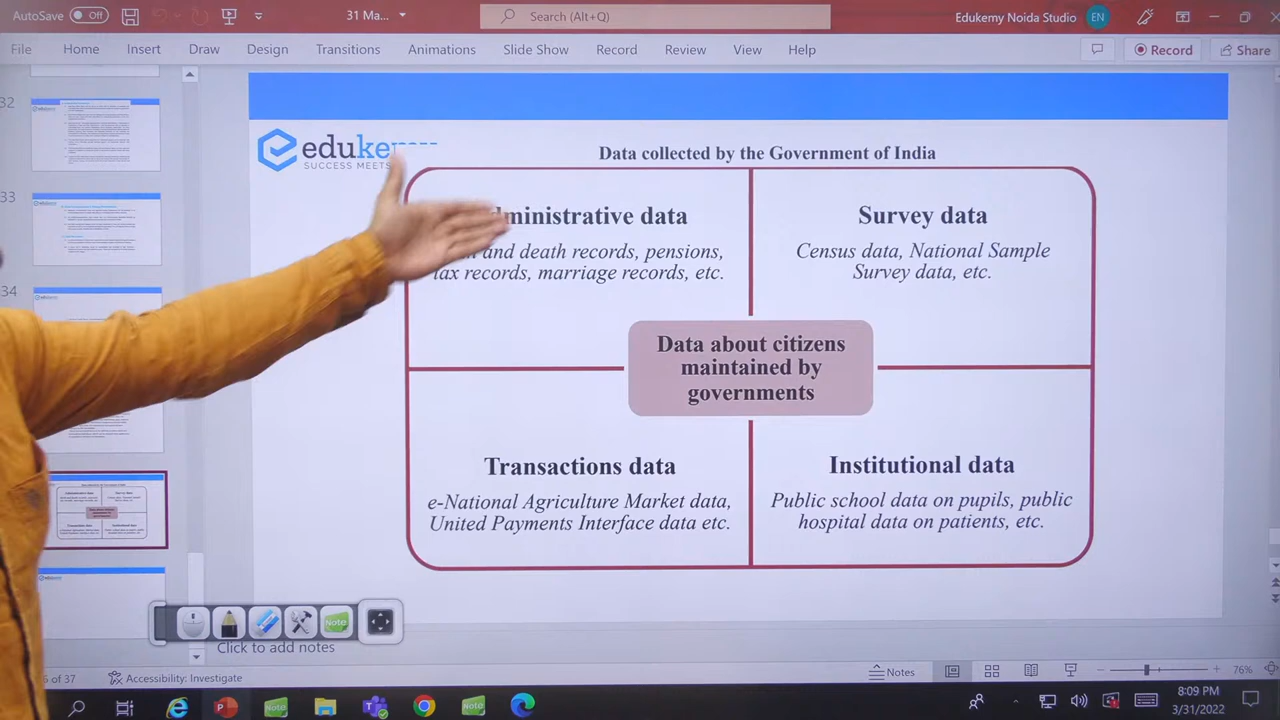 AutoSave Off
31 Ma...
Search (Alt+Q)
Edukemy Noida Studio EN
File Home Insert Draw Design Transitions Animations Slide Show Record Review View Help
Record Share
32
33
34
eduke
SUCCESS MEETS
Data collected by the Government of India
ministrative data
and death records, pensions,
tax records, marriage records, etc.
Survey data
Census data, National Sample
Survey data, etc.
Data about citizens
maintained by
governments
Transactions data
e-National Agriculture Market data,
United Payments Interface data etc.
Institutional data
Public school data on pupils, public
hospital data on patients, etc.
Note
Click to add notes
of 37
Accessibility: Investigate
Notes
76%
Note
Note
8:09 PM
3/31/2022